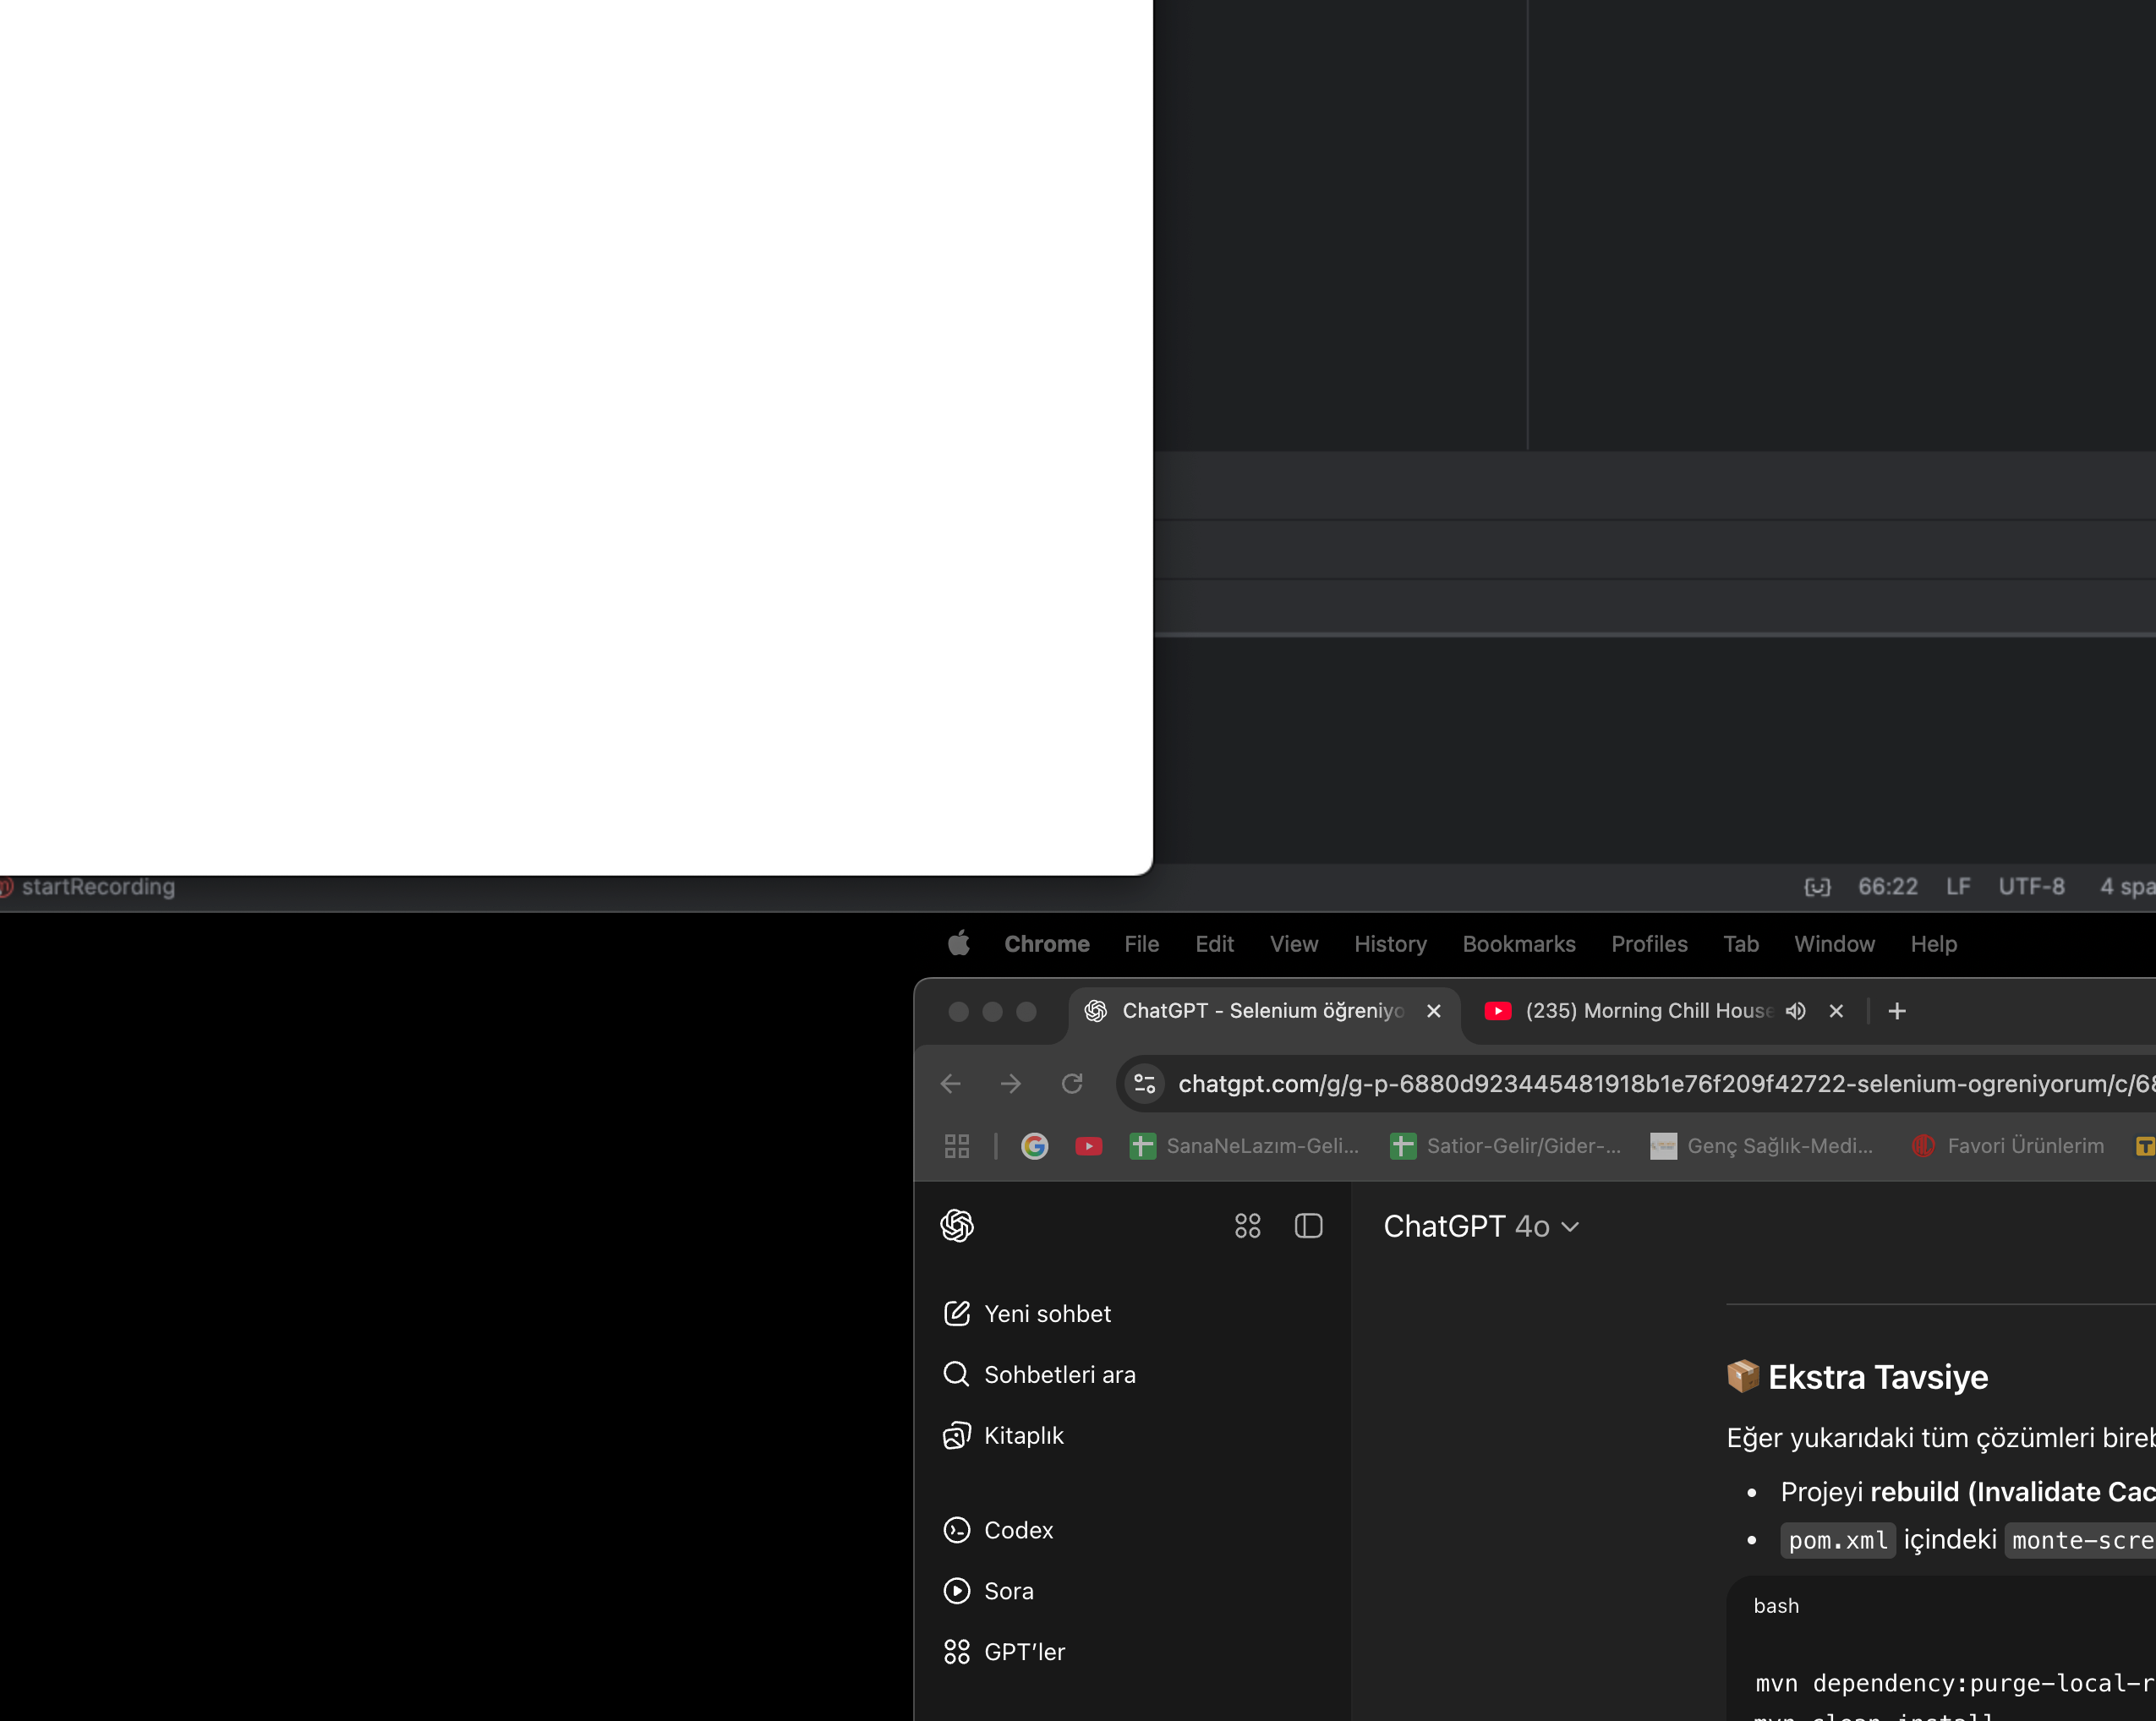 startRecording
66:22 LF UTF-8 4 spa
Chrome File Edit View History Bookmarks Profiles Tab Window Help
ChatGPT - Selenium öğreniyo
(235) Morning Chill House
chatgpt.com/g/g-p-6880d923445481918b1e76f209f42722-selenium-ogreniyorum/c/68
SanaNeLazım-Geli... Satior-Gelir/Gider-... Genç Sağlık-Medi... Favori Ürünlerim
ChatGPT 4o
Yeni sohbet
Sohbetleri ara
Kitaplık
Codex
Sora
GPT’ler
📦 Ekstra Tavsiye
Eğer yukarıdaki tüm çözümleri bireb
• Projeyi rebuild (Invalidate Cac
• pom.xml içindeki monte-scre
bash
mvn dependency:purge-local-r
mvn clean install